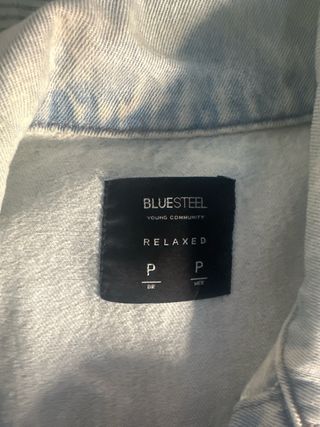 BLUESTEEL
YOUNG COMMUNITY
RELAXED
P P
BR MEX